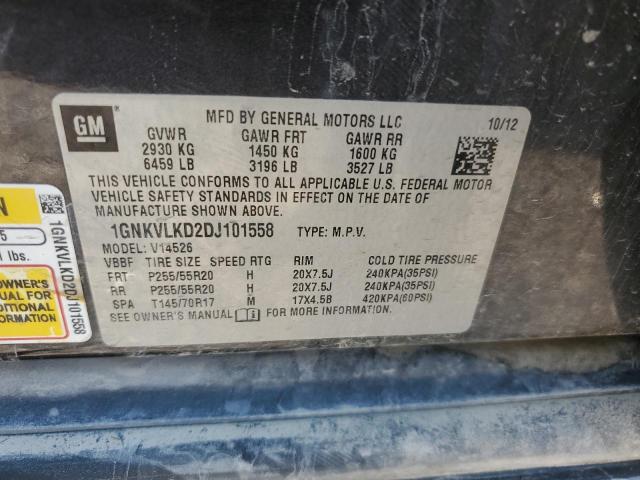 GM
MFD BY GENERAL MOTORS LLC
10/12
GVWR GAWR FRT GAWR RR
2930 KG 1450 KG 1600 KG
6459 LB 3196 LB 3527 LB
THIS VEHICLE CONFORMS TO ALL APPLICABLE U.S. FEDERAL MOTOR
VEHICLE SAFETY STANDARDS IN EFFECT ON THE DATE OF
MANUFACTURE SHOWN ABOVE.
1GNKVLKD2DJ101558 TYPE: M.P.V.
MODEL: V14526
VBBF TIRE SIZE SPEED RTG RIM COLD TIRE PRESSURE
FRT P255/55R20 H 20X7.5J 240KPA(35PSI)
RR P255/55R20 H 20X7.5J 240KPA(35PSI)
SPA T145/70R17 M 17X4.5B 420KPA(60PSI)
SEE OWNER'S MANUAL FOR MORE INFORMATION.
N
5
lbs.
OWNER'S
FOR
INFORMATION
1GNKVLKD2DJ101558